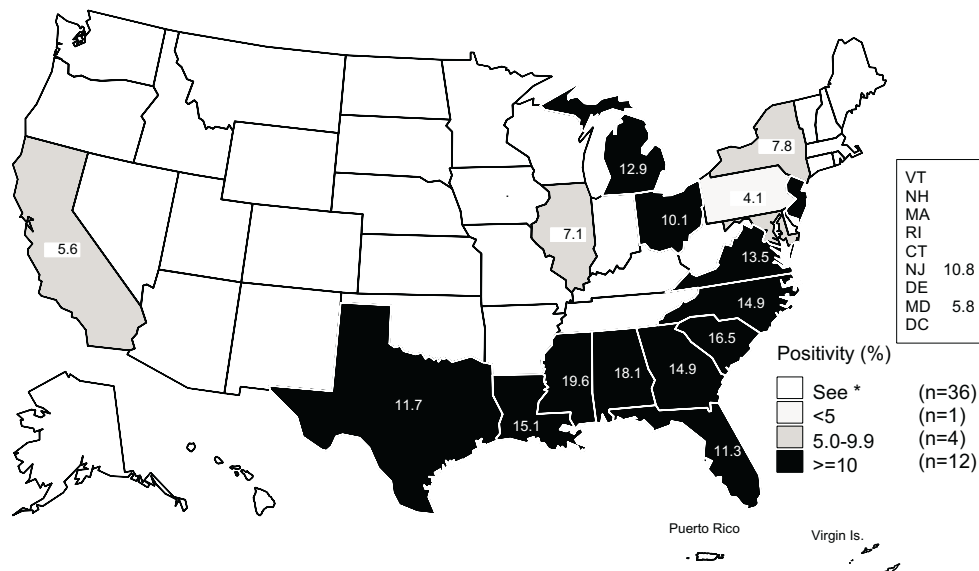 7.8
12.9
4.1
VT
NH
MA
RI
CT
NJ 10.8
DE
MD 5.8
DC
10.1
7.1
5.6
13.5
14.9
16.5
14.9
18.1
19.6
11.7
15.1
11.3
Positivity (%)
See * (n=36)
<5 (n=1)
5.0-9.9 (n=4)
>=10 (n=12)
Puerto Rico
Virgin Is.